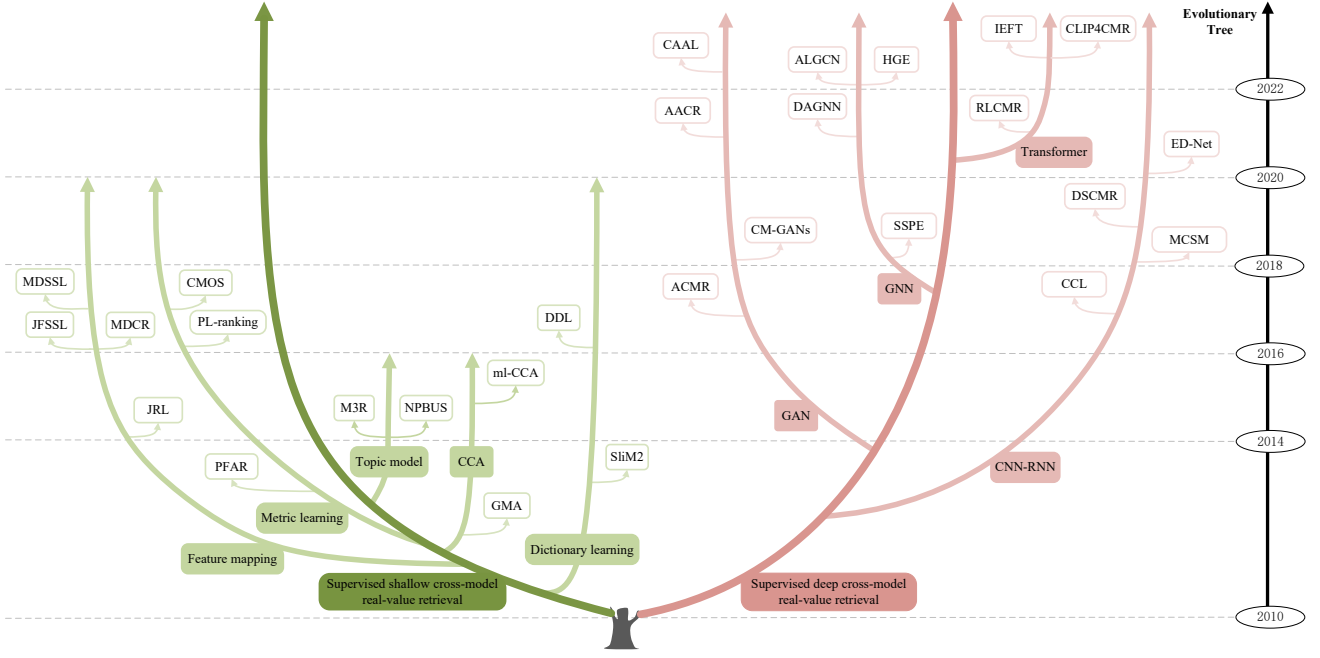 Evolutionary
Tree
IEFT
CLIP4CMR
CAAL
ALGCN
HGE
2022
AACR
DAGNN
RLCMR
Transformer
ED-Net
2020
DSCMR
CM-GANs
SSPE
MCSM
2018
MDSSL
CMOS
ACMR
GNN
CCL
JFSSL
MDCR
PL-ranking
DDL
2016
ml-CCA
JRL
M3R
NPBUS
GAN
2014
PFAR
Topic model
CCA
SliM2
CNN-RNN
GMA
Metric learning
Feature mapping
Dictionary learning
Supervised shallow cross-model
real-value retrieval
Supervised deep cross-model
real-value retrieval
2010